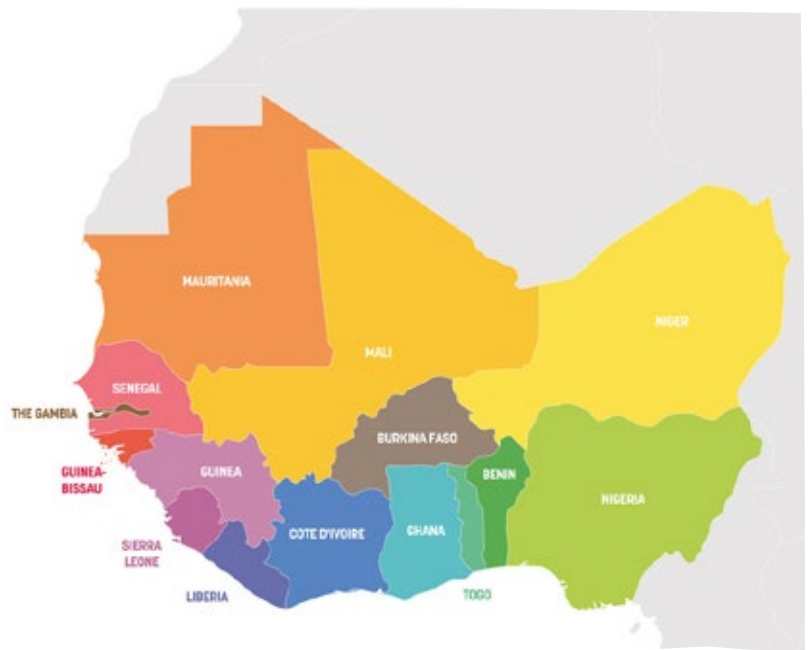 MAURITANIA
NIGER
MALI
SENEGAL
THE GAMBIA
BURKINA FASO
GUINEA-
BISSAU
GUINEA
BENIN
NIGERIA
COTE D'IVOIRE
GHANA
SIERRA
LEONE
LIBERIA
TOGO